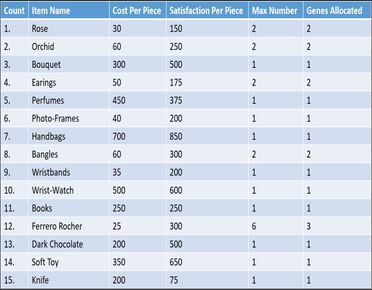 Count Item Name Cost Per Piece Satisfaction Per Piece Max Number Genes Allocated
1. Rose 30 150 2 2
2. Orchid 60 250 2 2
3. Bouquet 300 500 1 1
4. Earings 50 175 2 2
5. Perfumes 450 375 1 1
6. Photo-Frames 40 200 1 1
7. Handbags 700 850 1 1
8. Bangles 60 300 2 2
9. Wristbands 35 200 1 1
10. Wrist-Watch 500 600 1 1
11. Books 250 250 1 1
12. Ferrero Rocher 25 300 6 3
13. Dark Chocolate 200 500 1 1
14. Soft Toy 350 650 1 1
15. Knife 200 75 1 1